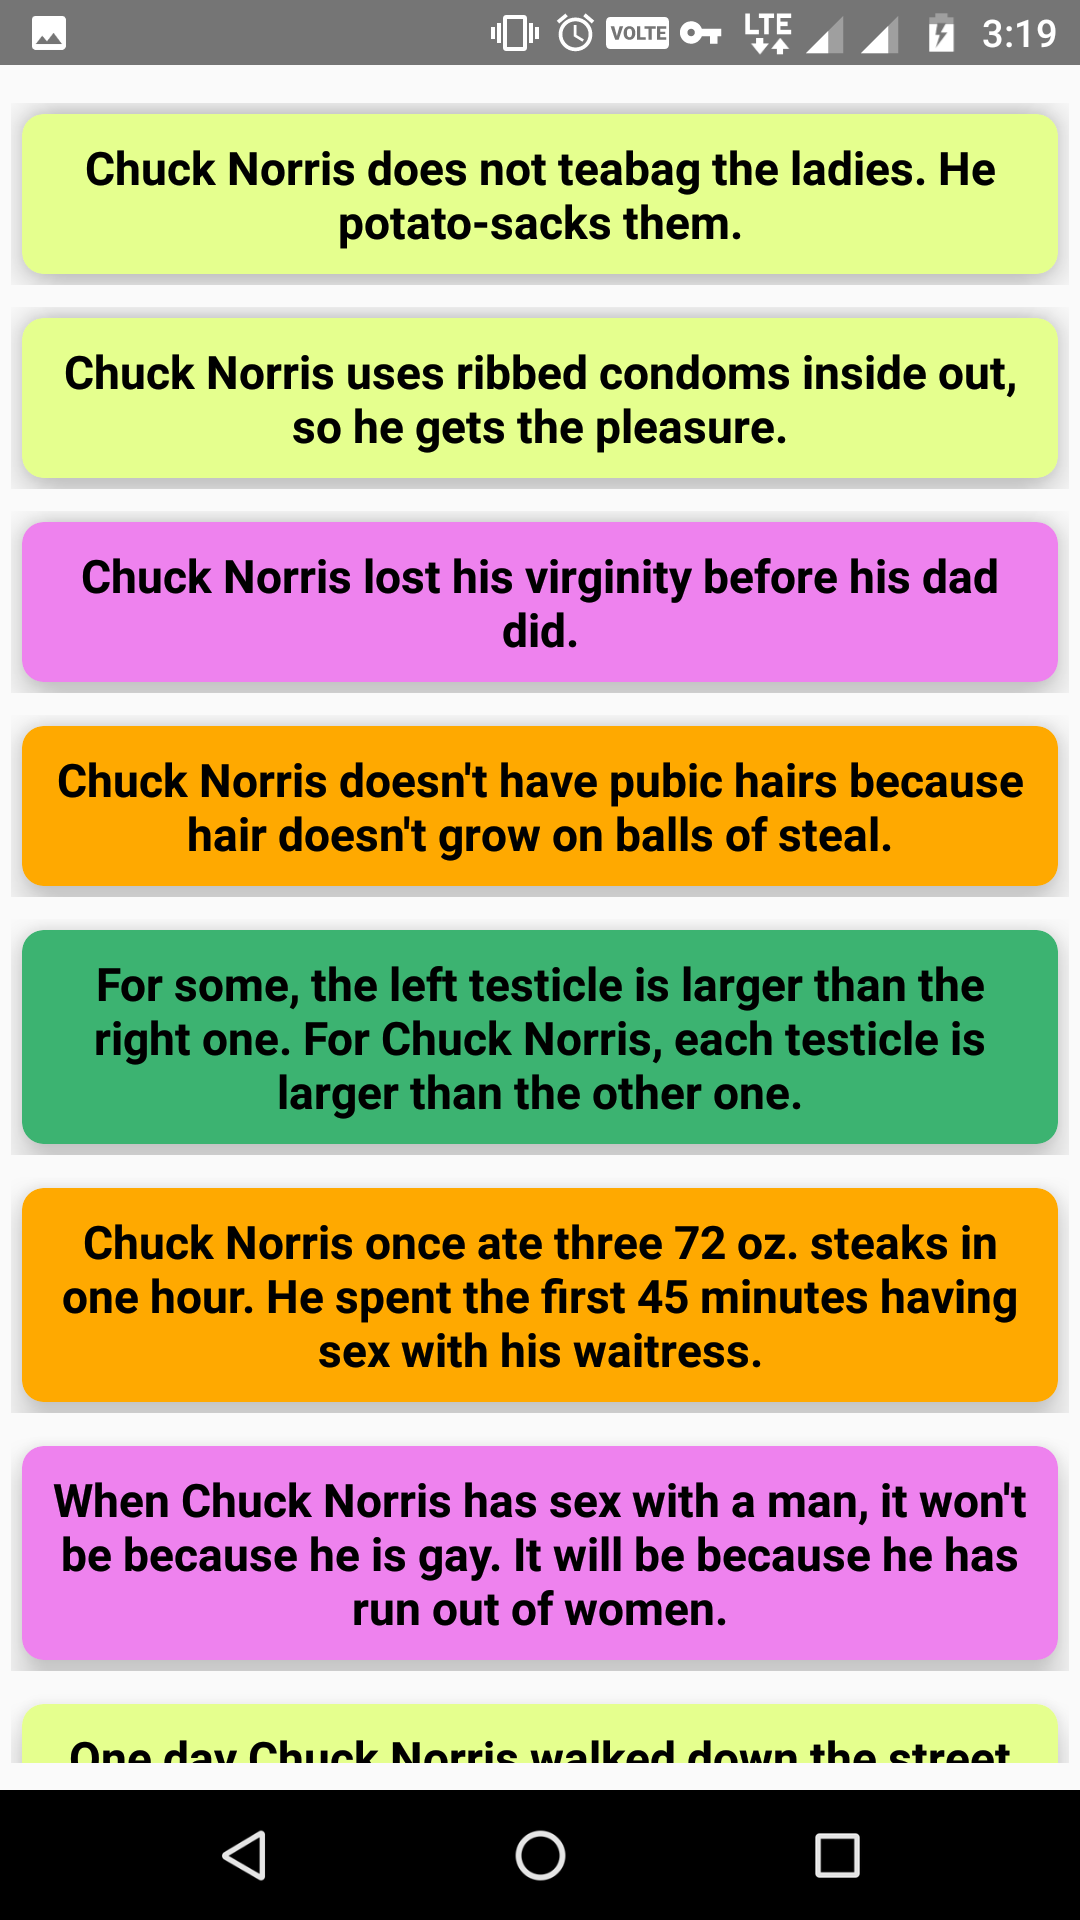 VOLTE LTE 3:19
Chuck Norris does not teabag the ladies. He
potato-sacks them.
Chuck Norris uses ribbed condoms inside out,
so he gets the pleasure.
Chuck Norris lost his virginity before his dad
did.
Chuck Norris doesn't have pubic hairs because
hair doesn't grow on balls of steal.
For some, the left testicle is larger than the
right one. For Chuck Norris, each testicle is
larger than the other one.
Chuck Norris once ate three 72 oz. steaks in
one hour. He spent the first 45 minutes having
sex with his waitress.
When Chuck Norris has sex with a man, it won't
be because he is gay. It will be because he has
run out of women.
One day Chuck Norris walked down the street